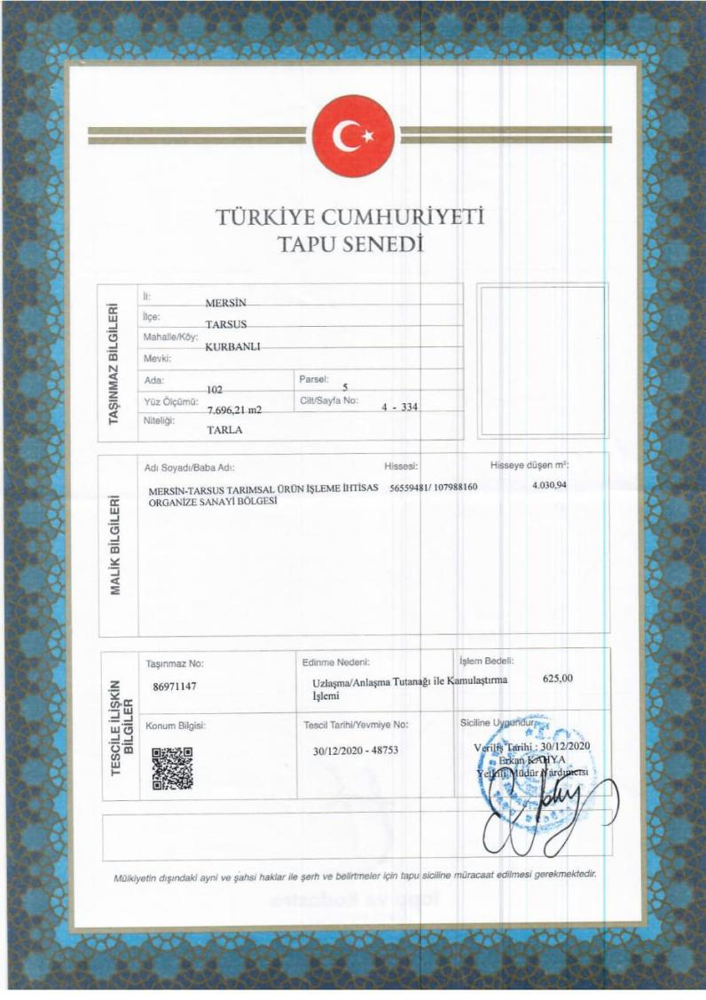 TÜRKİYE CUMHURİYETİ
TAPU SENEDİ
TAŞINMAZ BİLGİLERİ
İl: MERSİN
İlçe: TARSUS
Mahalle/Köy: KURBANLI
Mevki:
Ada: 102 Parsel: 5
Yüz Ölçümü: 7.696,21 m2 Cilt/Sayfa No: 4 - 334
Niteliği: TARLA
MALİK BİLGİLERİ
Adı Soyadı/Baba Adı: Hissesi: Hisseye düşen m²:
MERSİN-TARSUS TARIMSAL ÜRÜN İŞLEME İHTİSAS 56559481/ 107988160 4.030,94
ORGANİZE SANAYİ BÖLGESİ
TESCİLE İLİŞKİN
BİLGİLER
Taşınmaz No: Edinme Nedeni: İşlem Bedeli:
86971147 Uzlaşma/Anlaşma Tutanağı ile Kamulaştırma 625,00
İşlemi
Konum Bilgisi: Tescil Tarihi/Yevmiye No: Siciline Uygundur
30/12/2020 - 48753 Veriliş Tarihi : 30/12/2020
Erkan KAHYA
Yetkili Müdür Yardımcısı
Mülkiyetin dışındaki ayni ve şahsi haklar ile şerh ve belirtmeler için tapu siciline müracaat edilmesi gerekmektedir.